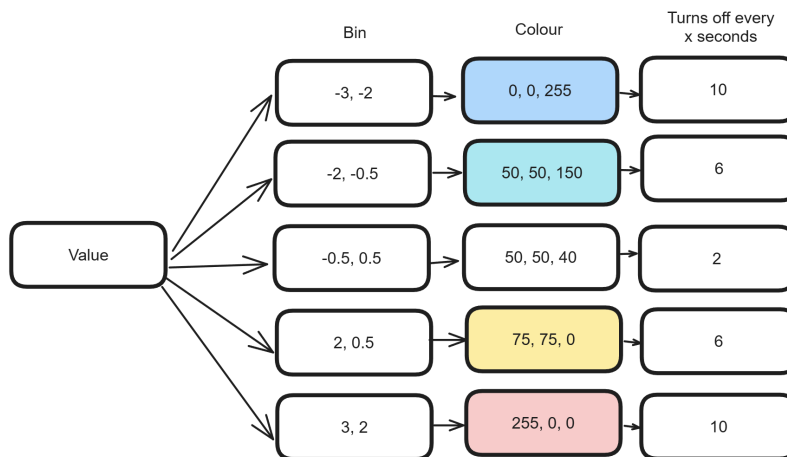 Bin
Colour
Turns off every
x seconds
-3, -2
0, 0, 255
10
-2, -0.5
50, 50, 150
6
Value
-0.5, 0.5
50, 50, 40
2
2, 0.5
75, 75, 0
6
3, 2
255, 0, 0
10